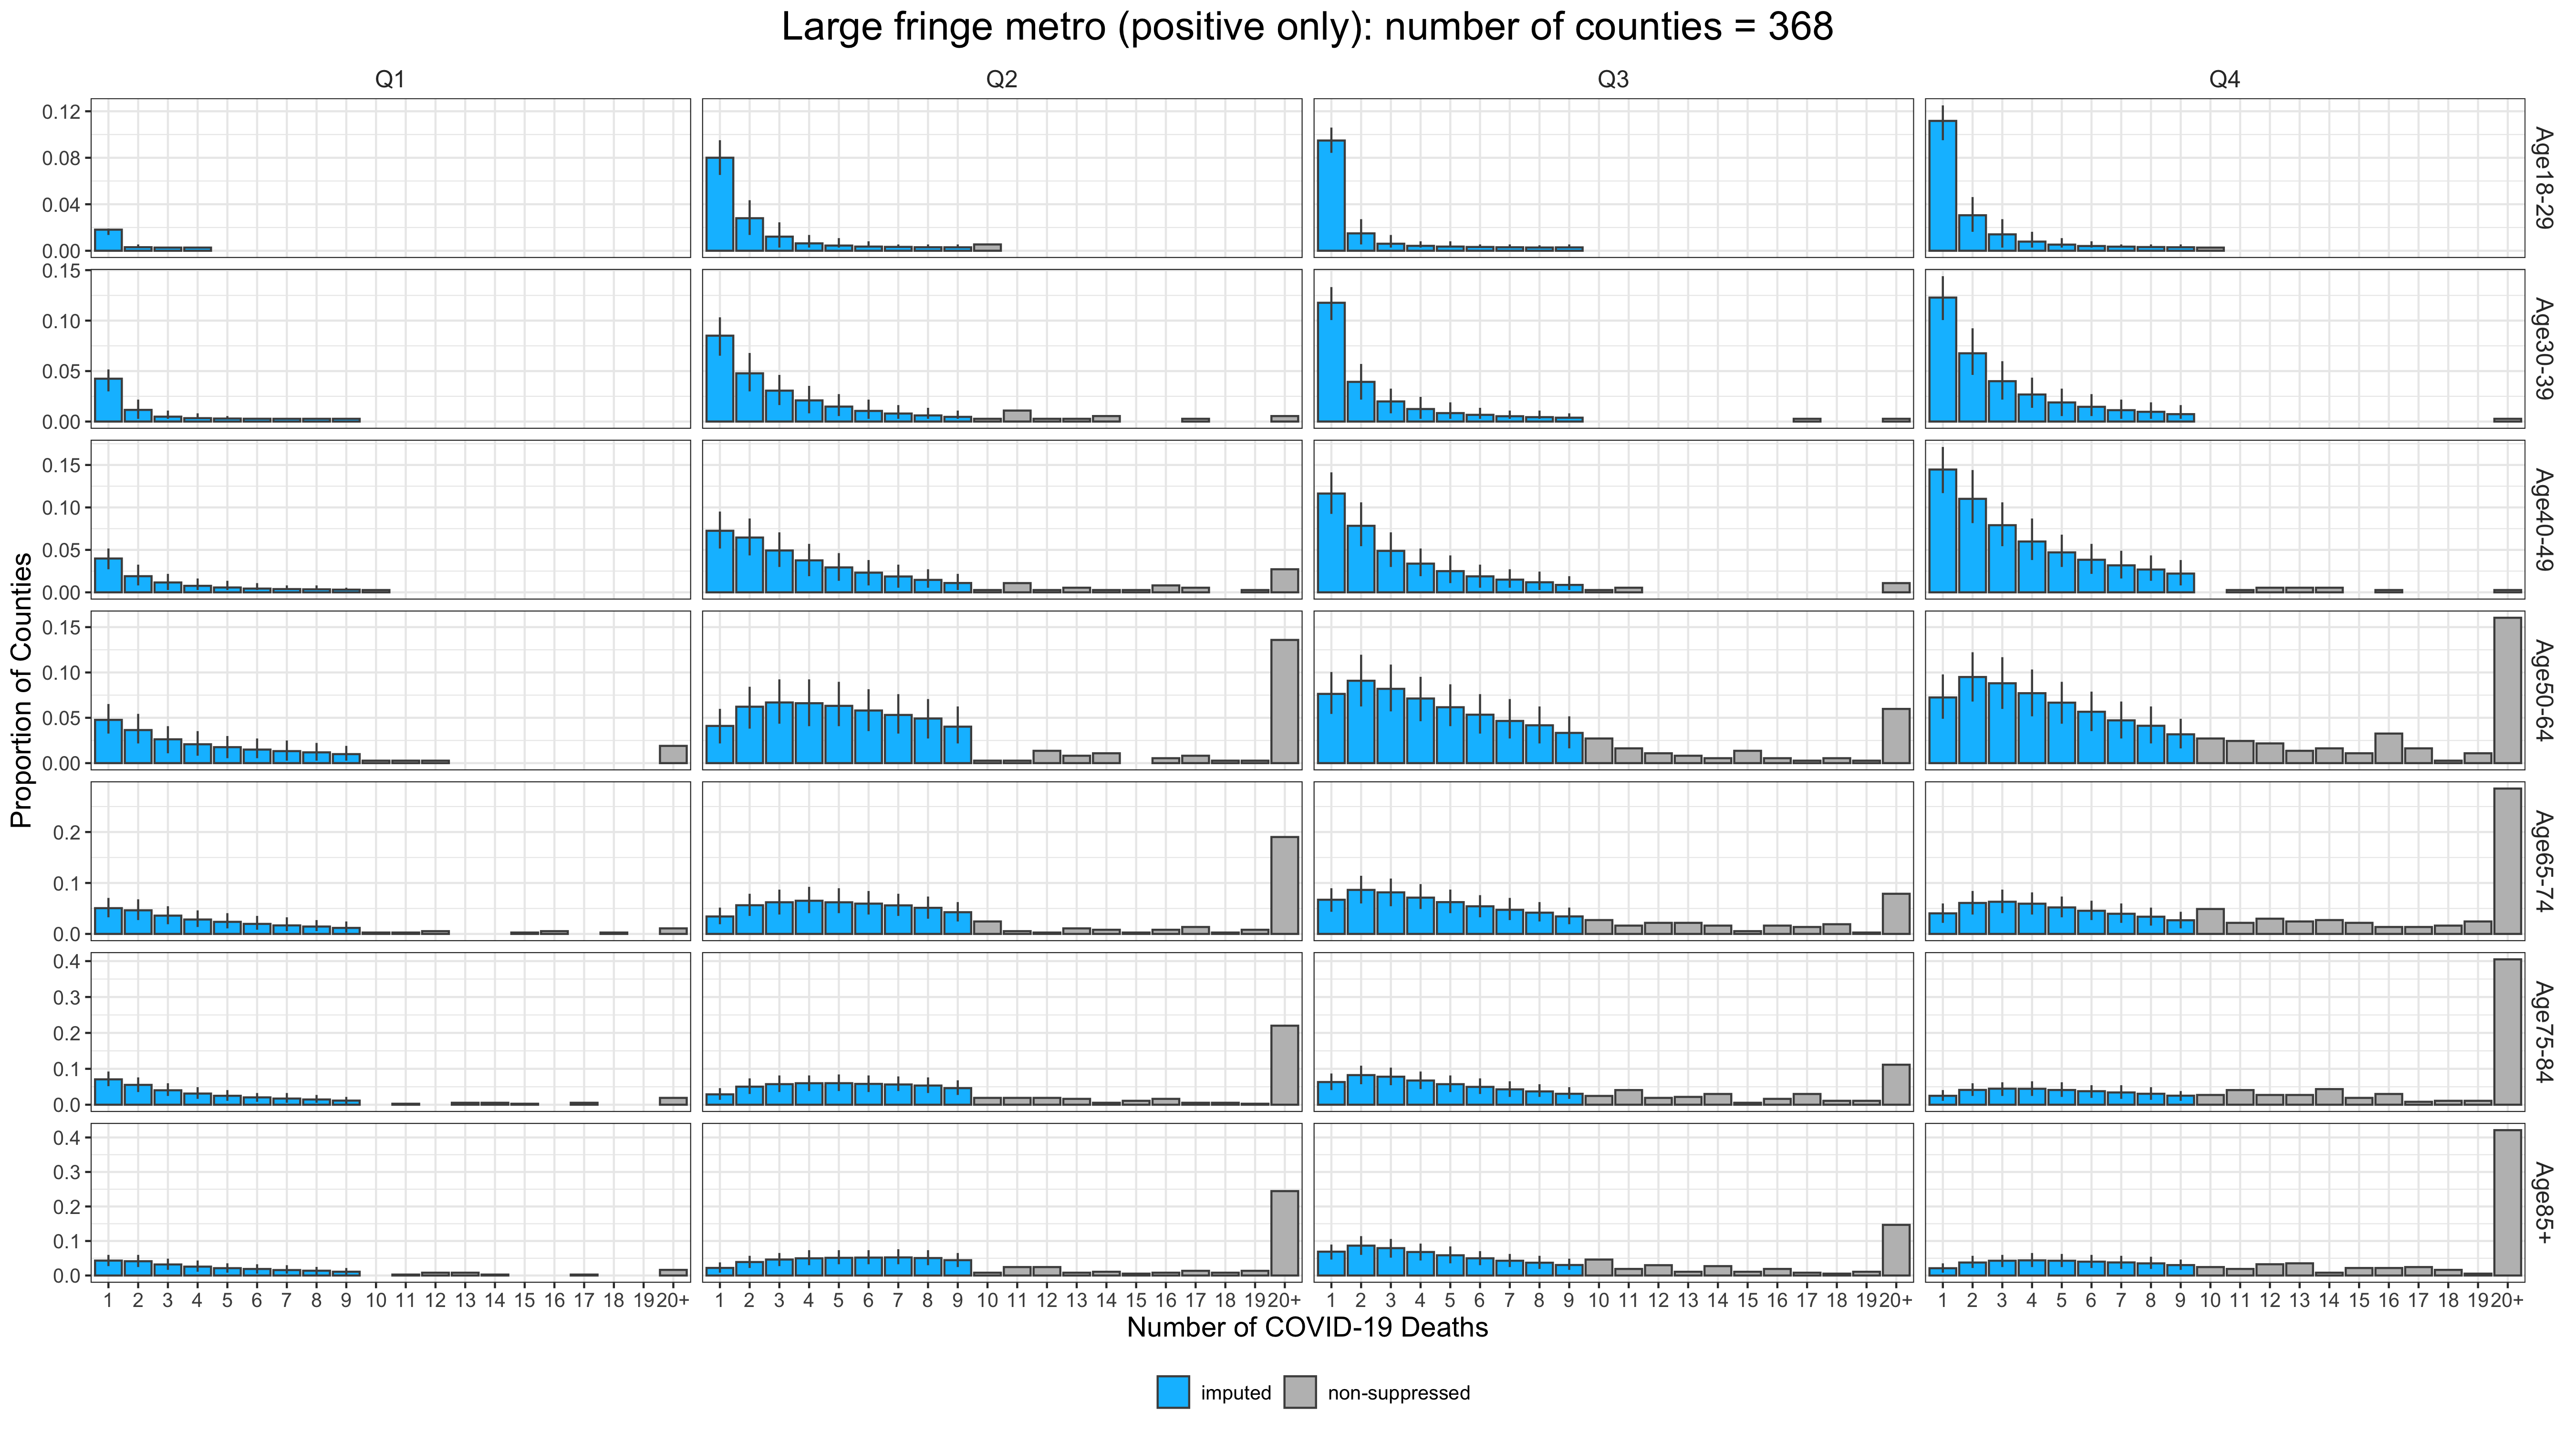 Large fringe metro (positive only): number of counties = 368
Q1 Q2 Q3 Q4
Proportion of Counties
0.12
0.08
0.04
0.00
Age18-29
0.15
0.10
0.05
0.00
Age30-39
0.15
0.10
0.05
0.00
Age40-49
0.15
0.10
0.05
0.00
Age50-64
0.2
0.1
0.0
Age65-74
0.4
0.3
0.2
0.1
0.0
Age75-84
0.4
0.3
0.2
0.1
0.0
Age85+
1 2 3 4 5 6 7 8 9 10 11 12 13 14 15 16 17 18 19 20+ 1 2 3 4 5 6 7 8 9 10 11 12 13 14 15 16 17 18 19 20+ 1 2 3 4 5 6 7 8 9 10 11 12 13 14 15 16 17 18 19 20+ 1 2 3 4 5 6 7 8 9 10 11 12 13 14 15 16 17 18 19 20+
Number of COVID-19 Deaths
imputed non-suppressed